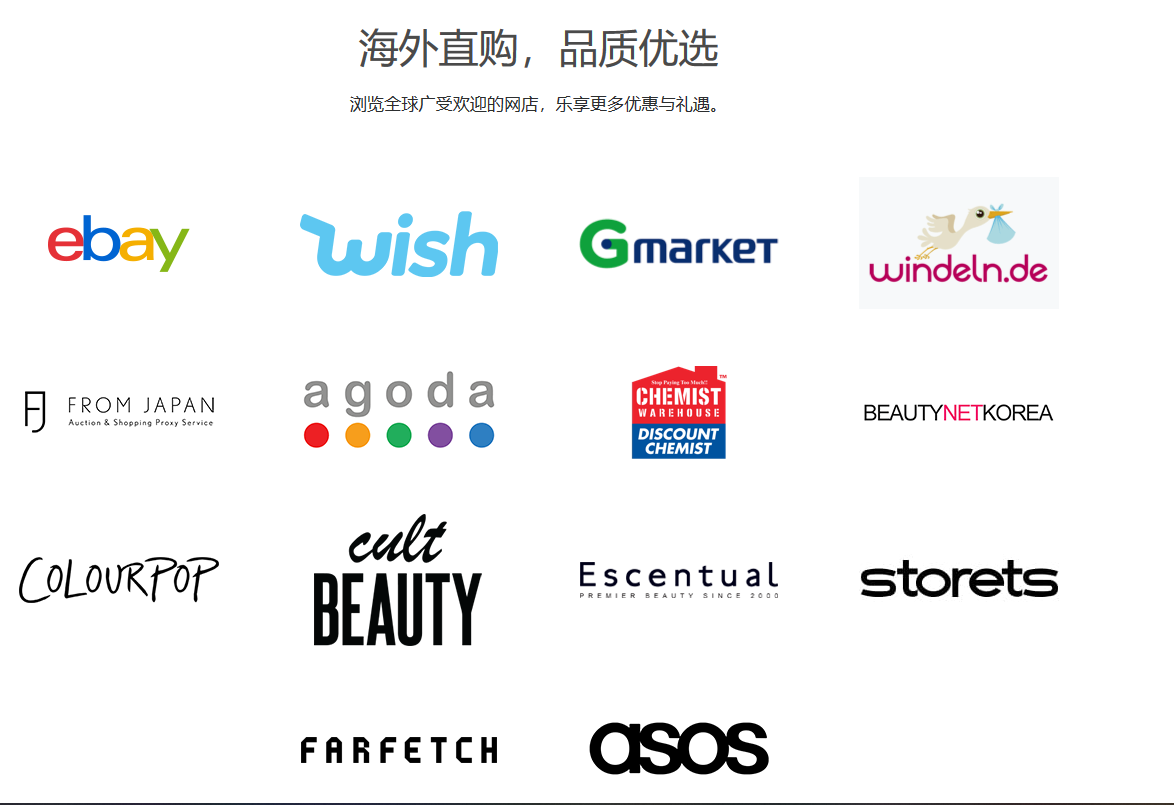 海外直购，品质优选
浏览全球广受欢迎的网店，乐享更多优惠与礼遇。
ebay
wish
Gmarket
windeln.de
FJ FROM JAPAN
Auction & Shopping Proxy Service
agoda
Stop Paying Too Much!!
CHEMIST
WAREHOUSE
DISCOUNT
CHEMIST
TM
BEAUTYNETKOREA
COLOURPOP
cult
BEAUTY
Escentual
PREMIER BEAUTY SINCE 2000
storets
FARFETCH
asos